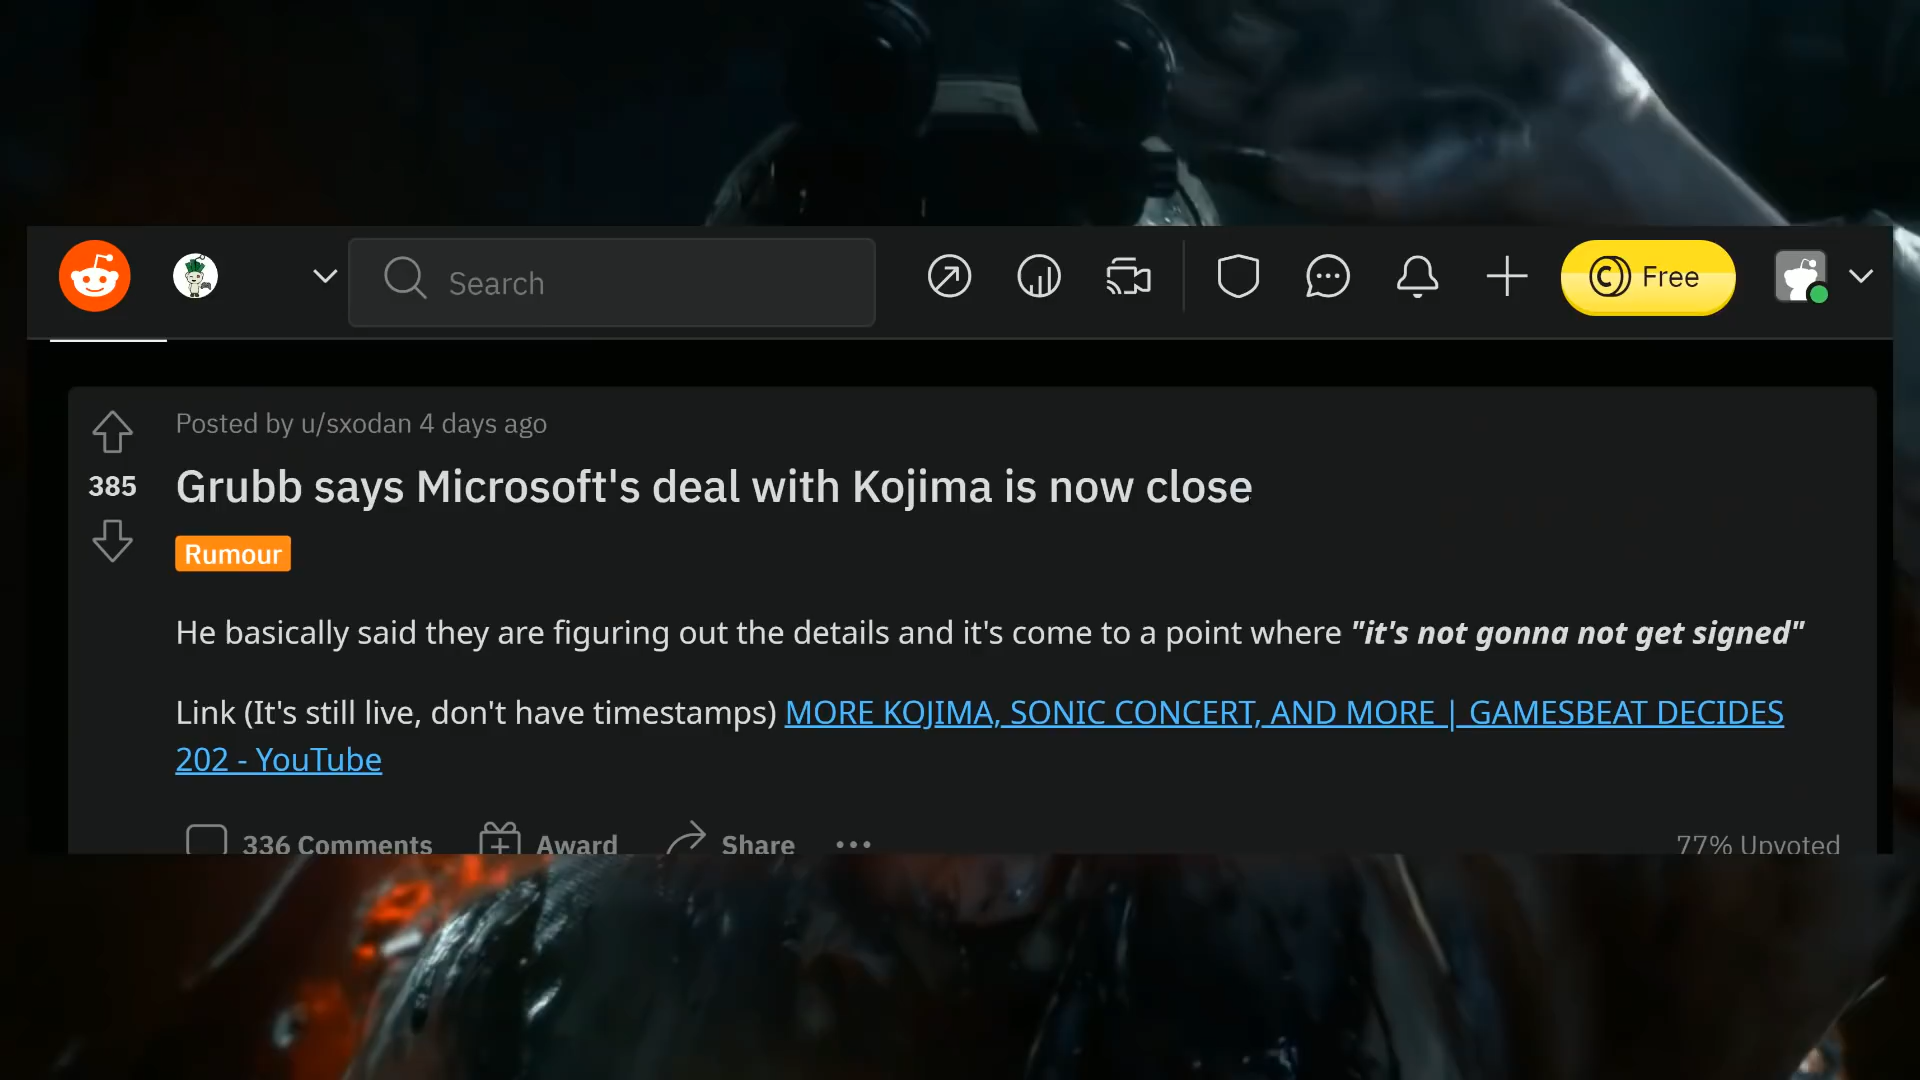 Search
Free
Posted by u/sxodan 4 days ago
385
Grubb says Microsoft's deal with Kojima is now close
Rumour
He basically said they are figuring out the details and it's come to a point where "it's not gonna not get signed"
Link (It's still live, don't have timestamps) MORE KOJIMA, SONIC CONCERT, AND MORE | GAMESBEAT DECIDES
202 - YouTube
336 Comments Award Share 77% Upvoted